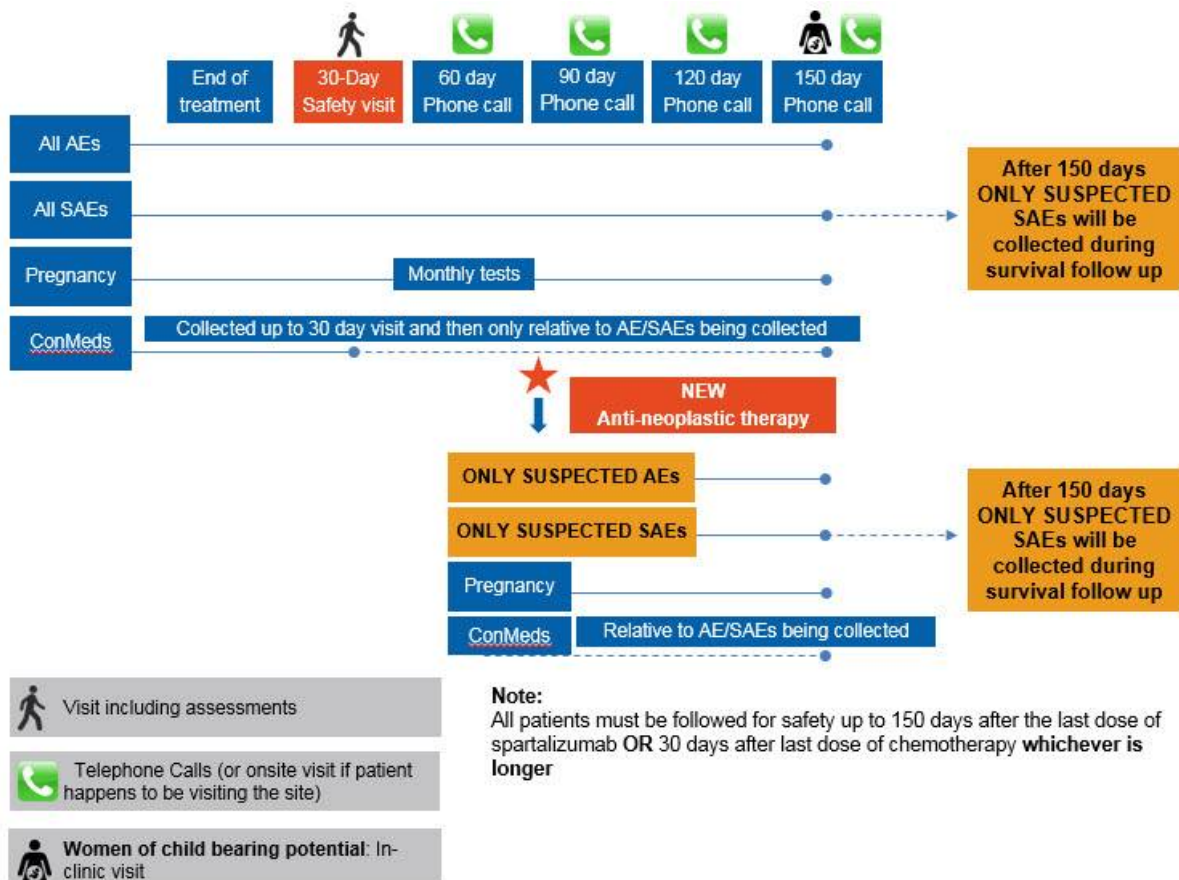 End of
treatment
30-Day
Safety visit
60 day
Phone call
90 day
Phone call
120 day
Phone call
150 day
Phone call
All AEs
All SAEs
After 150 days
ONLY SUSPECTED
SAEs will be
collected during
survival follow up
Pregnancy
Monthly tests
ConMeds
Collected up to 30 day visit and then only relative to AE/SAEs being collected
NEW
Anti-neoplastic therapy
ONLY SUSPECTED AEs
ONLY SUSPECTED SAEs
After 150 days
ONLY SUSPECTED
SAEs will be
collected during
survival follow up
Pregnancy
ConMeds
Relative to AE/SAEs being collected
Visit including assessments
Telephone Calls (or onsite visit if patient
happens to be visiting the site)
Women of child bearing potential: In-
clinic visit
Note:
All patients must be followed for safety up to 150 days after the last dose of
spartalizumab OR 30 days after last dose of chemotherapy whichever is
longer